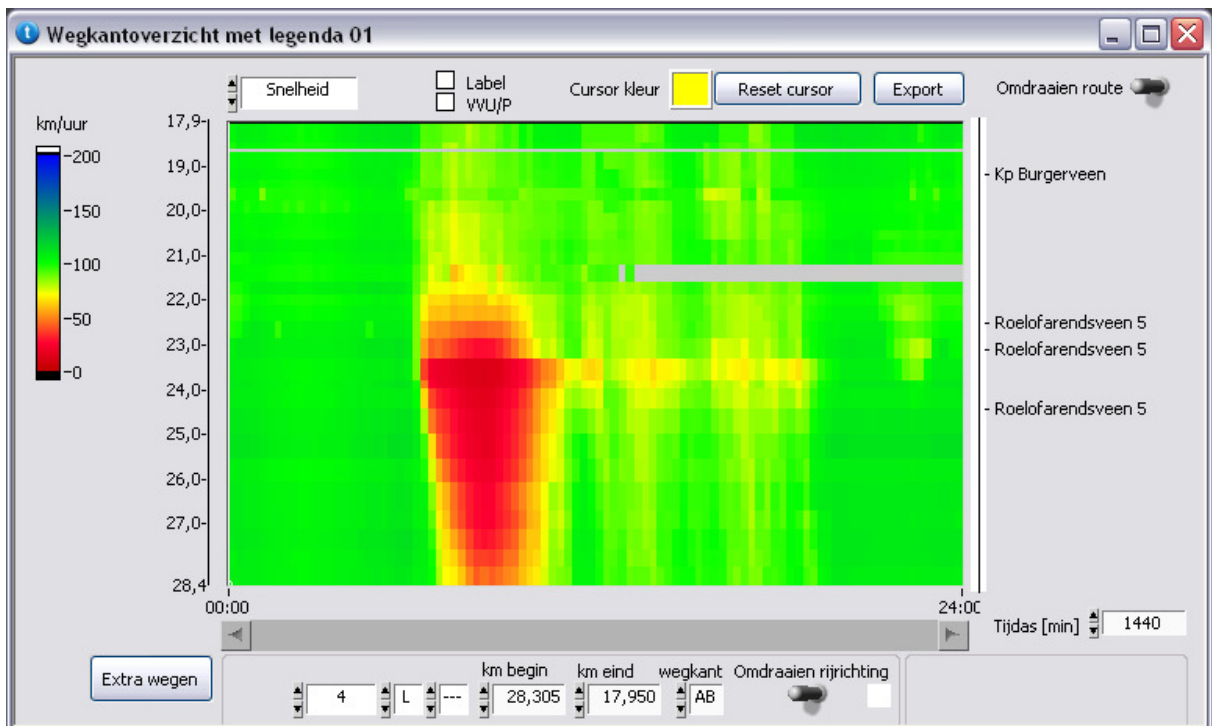 Wegkantoverzicht met legenda 01
Snelheid
Label
VVU/P
Cursor kleur
Reset cursor
Export
Omdraaien route
km/uur
200
150
100
50
0
17,9
19,0
20,0
21,0
22,0
23,0
24,0
25,0
26,0
27,0
28,4
Kp Burgerveen
Roelofarendsveen 5
Roelofarendsveen 5
Roelofarendsveen 5
00:00
24:00
Tijdas [min] 1440
Extra wegen
km begin km eind wegkant Omdraaien rijrichting
4 L --- 28,305 17,950 AB